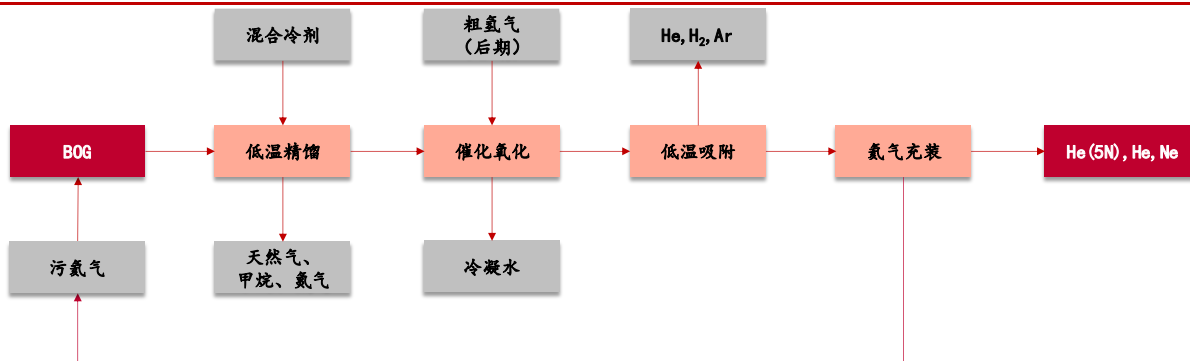 混合冷剂
粗氢气
（后期）
He,H₂,Ar
BOG
低温精馏
催化氧化
低温吸附
氦气充装
He(5N),He,Ne
污氦气
天然气、
甲烷、氮气
冷凝水